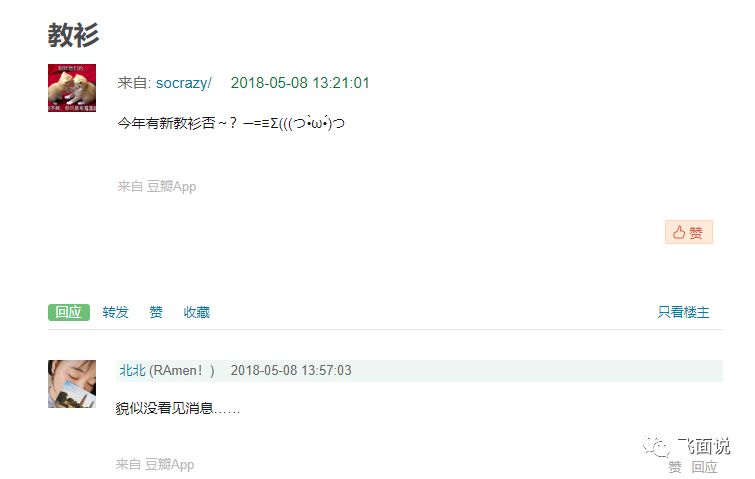 教衫
来自: socrazy/ 2018-05-08 13:21:01
今年有新教衫否～？─=≡Σ(((つ•̀ω•́)つ
来自 豆瓣App
赞
回应 转发 赞 收藏 只看楼主
北北 (RAmen！) 2018-05-08 13:57:03
貌似没看见消息……
飞面说
来自 豆瓣App
赞 回应